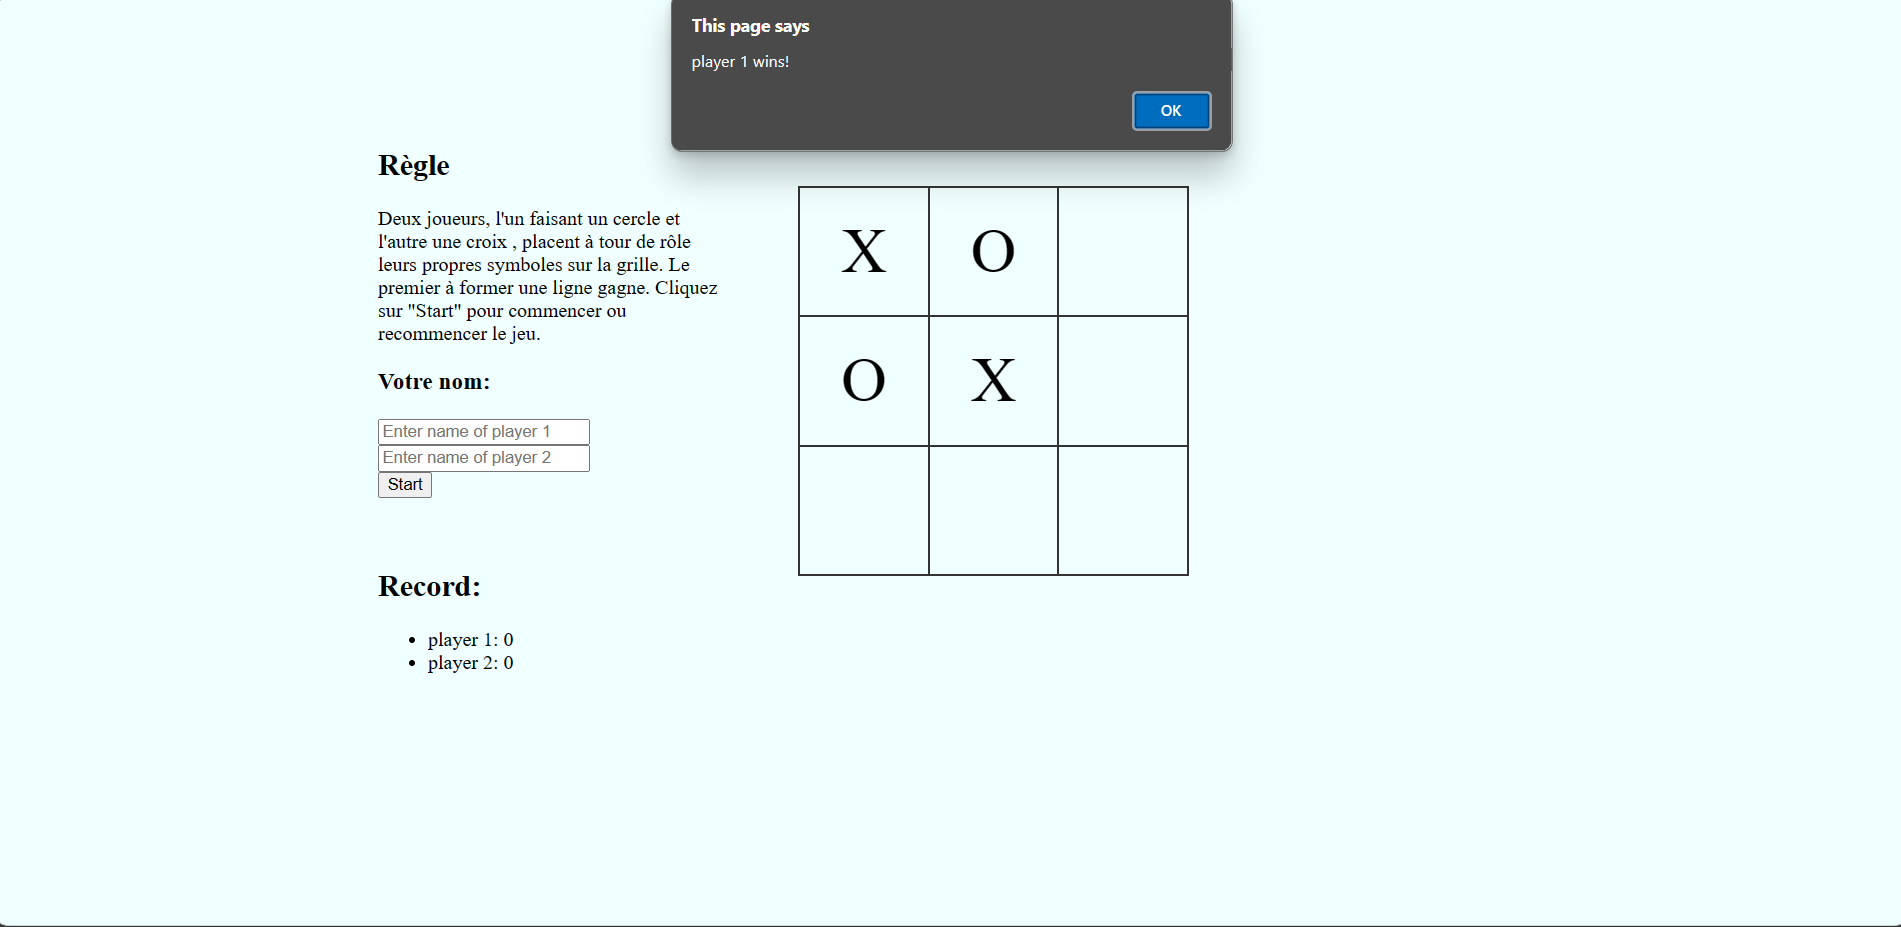 This page says
player 1 wins!
OK
Règle
Deux joueurs, l'un faisant un cercle et
l'autre une croix , placent à tour de rôle
leurs propres symboles sur la grille. Le
premier à former une ligne gagne. Cliquez
sur "Start" pour commencer ou
recommencer le jeu.
Votre nom:
Enter name of player 1
Enter name of player 2
Start
Record:
player 1: 0
player 2: 0
X O
O X